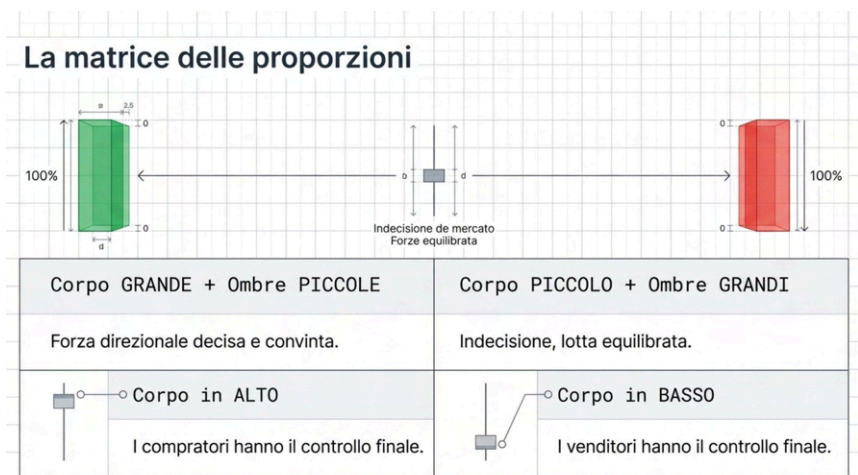 La matrice delle proporzioni
2,5
0
100%
0
d
D
d
Indecisione de mercato
Forze equilibrata
0
0
100%
Corpo GRANDE + Ombre PICCOLE
Corpo PICCOLO + Ombre GRANDI
Forza direzionale decisa e convinta.
Indecisione, lotta equilibrata.
Corpo in ALTO
Corpo in BASSO
I compratori hanno il controllo finale.
I venditori hanno il controllo finale.